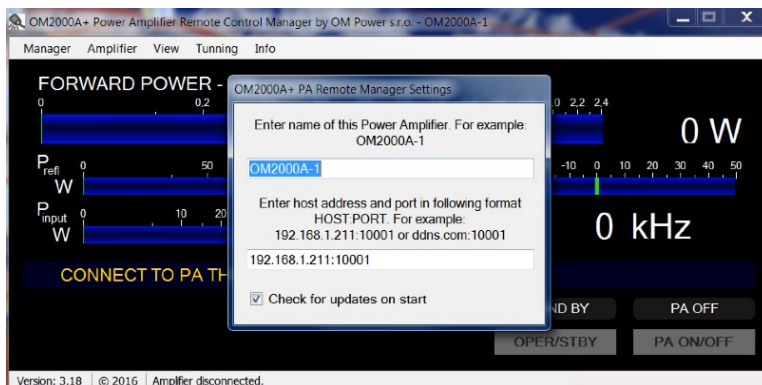 OM2000A+ Power Amplifier Remote Control Manager by OM Power s.r.o. - OM2000A-1
Manager Amplifier View Tunning Info
FORWARD POWER -
0 0,2 2,0 2,2 2,4
0 W
OM2000A+ PA Remote Manager Settings
Enter name of this Power Amplifier. For example:
OM2000A-1
OM2000A-1
Enter host address and port in following format
HOST:PORT. For example:
192.168.1.211:10001 or ddns.com:10001
192.168.1.211:10001
Check for updates on start
Prefl 0 50
W
-10 0 10 20 30 40 50
Pinput 0 10 20
W
0 kHz
CONNECT TO PA TH
ND BY PA OFF
OPER/STBY PA ON/OFF
Version: 3.18 © 2016 Amplifier disconnected.